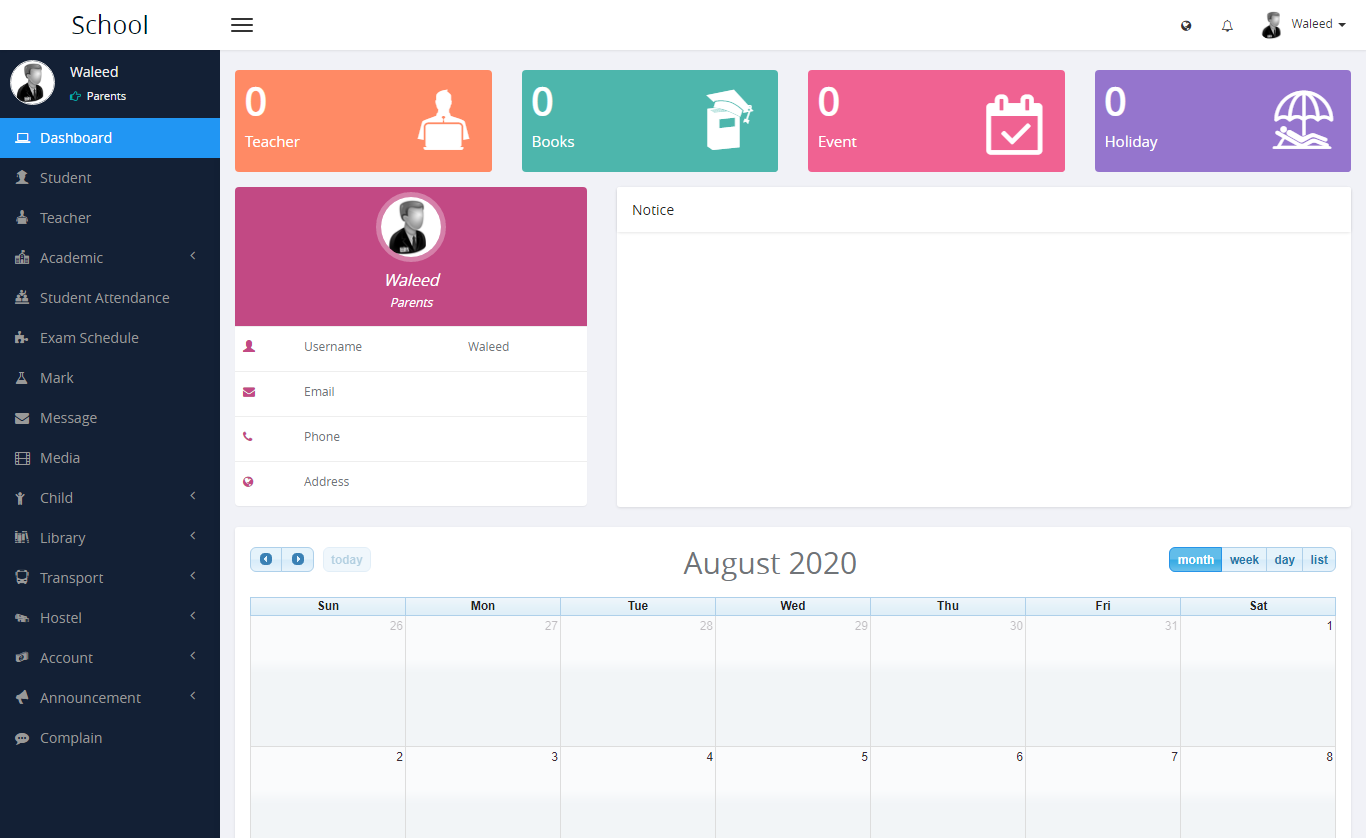 School
Waleed
Waleed
Parents
Dashboard
Student
Teacher
Academic
Student Attendance
Exam Schedule
Mark
Message
Media
Child
Library
Transport
Hostel
Account
Announcement
Complain
0
Teacher
0
Books
0
Event
0
Holiday
Waleed
Parents
Username Waleed
Email
Phone
Address
Notice
today
August 2020
month week day list
Sun Mon Tue Wed Thu Fri Sat
26 27 28 29 30 31 1
2 3 4 5 6 7 8